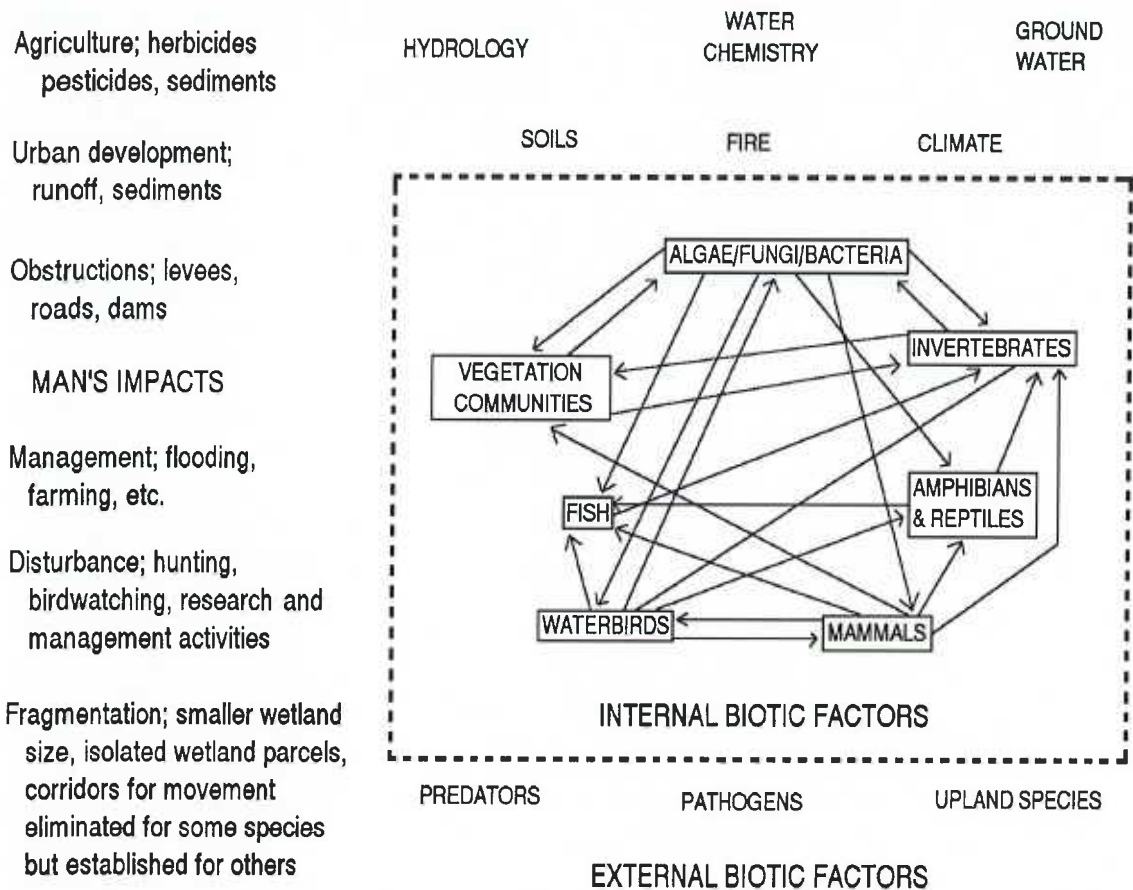 Agriculture; herbicides
pesticides, sediments
Urban development;
runoff, sediments
Obstructions; levees,
roads, dams
MAN'S IMPACTS
Management; flooding,
farming, etc.
Disturbance; hunting,
birdwatching, research and
management activities
Fragmentation; smaller wetland
size, isolated wetland parcels,
corridors for movement
eliminated for some species
but established for others
HYDROLOGY
WATER
CHEMISTRY
GROUND
WATER
SOILS
FIRE
CLIMATE
ALGAE/FUNGI/BACTERIA
INVERTEBRATES
VEGETATION
COMMUNITIES
AMPHIBIANS
& REPTILES
FISH
WATERBIRDS
MAMMALS
INTERNAL BIOTIC FACTORS
PREDATORS
PATHOGENS
UPLAND SPECIES
EXTERNAL BIOTIC FACTORS